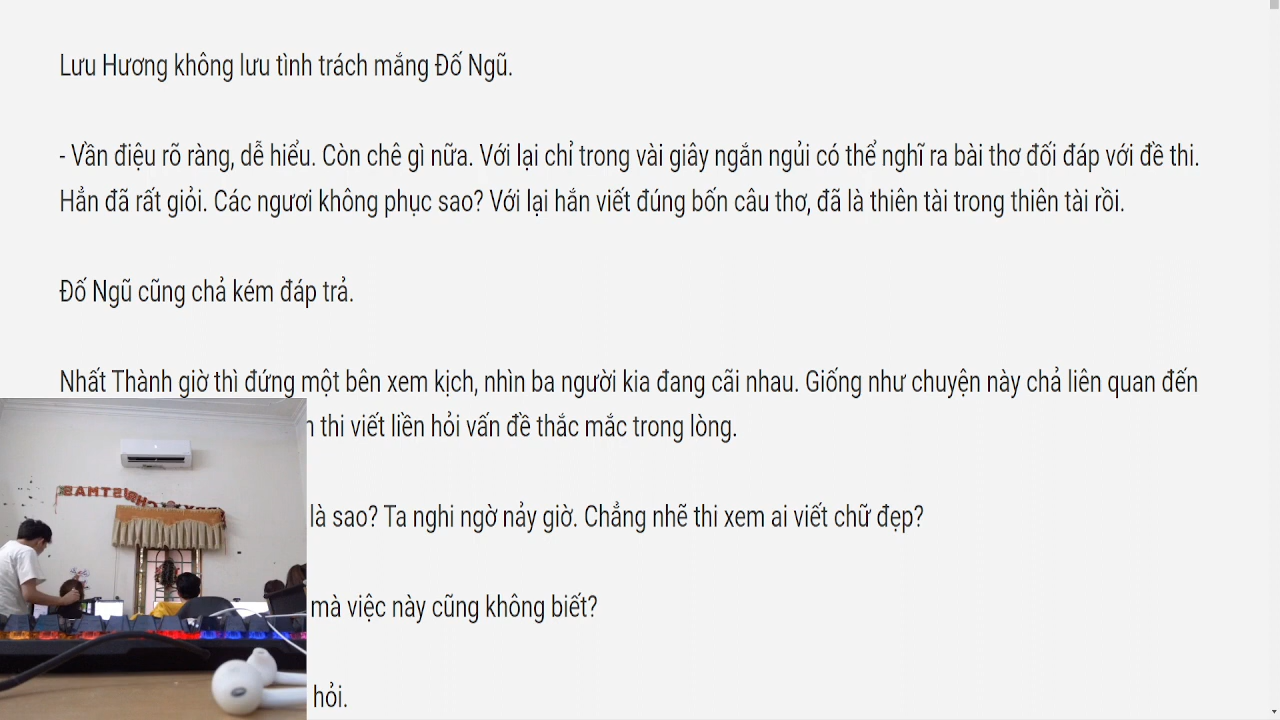 Lưu Hương không lưu tình trách mắng Đố Ngũ.
- Vần điệu rõ ràng, dễ hiểu. Còn chê gì nữa. Với lại chỉ trong vài giây ngắn ngủi có thể nghĩ ra bài thơ đối đáp với đề thi.
Hắn đã rất giỏi. Các ngươi không phục sao? Với lại hắn viết đúng bốn câu thơ, đã là thiên tài trong thiên tài rồi.
Đố Ngũ cũng chả kém đáp trả.
Nhất Thành giờ thì đứng một bên xem kịch, nhìn ba người kia đang cãi nhau. Giống như chuyện này chả liên quan đến
thi viết liền hỏi vấn đề thắc mắc trong lòng.
là sao? Ta nghi ngờ nảy giờ. Chẳng nhẽ thi xem ai viết chữ đẹp?
mà việc này cũng không biết?
hỏi.